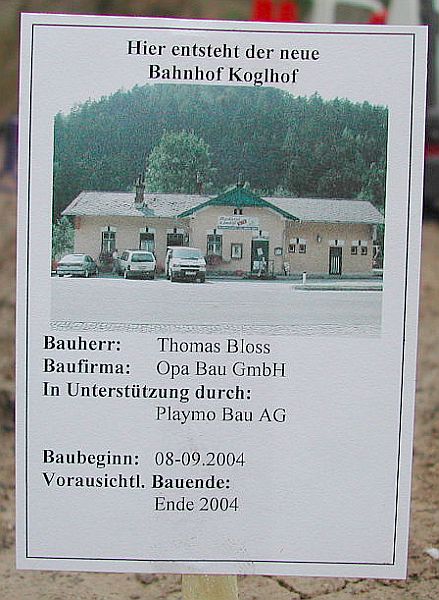 Hier entsteht der neue
Bahnhof Koglhof
Bauherr: Thomas Bloss
Baufirma: Opa Bau GmbH
In Unterstützung durch:
Playmo Bau AG
Baubeginn: 08-09.2004
Vorausichtl. Bauende:
Ende 2004